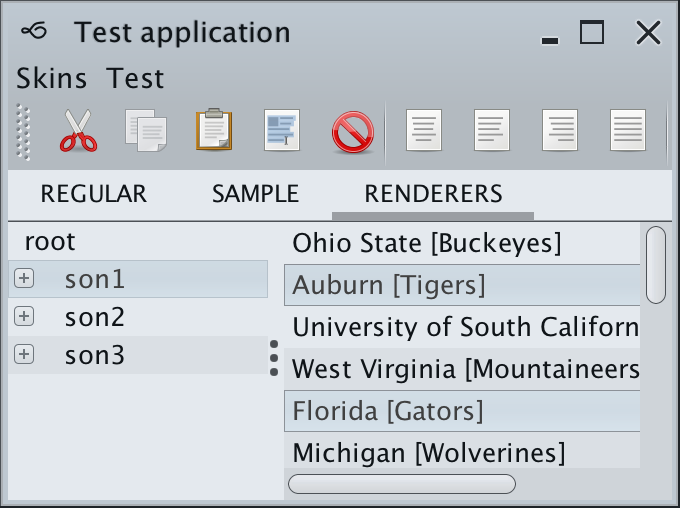 Test application
Skins Test
REGULAR SAMPLE RENDERERS
root
son1
son2
son3
Ohio State [Buckeyes]
Auburn [Tigers]
University of South Californ
West Virginia [Mountaineers
Florida [Gators]
Michigan [Wolverines]